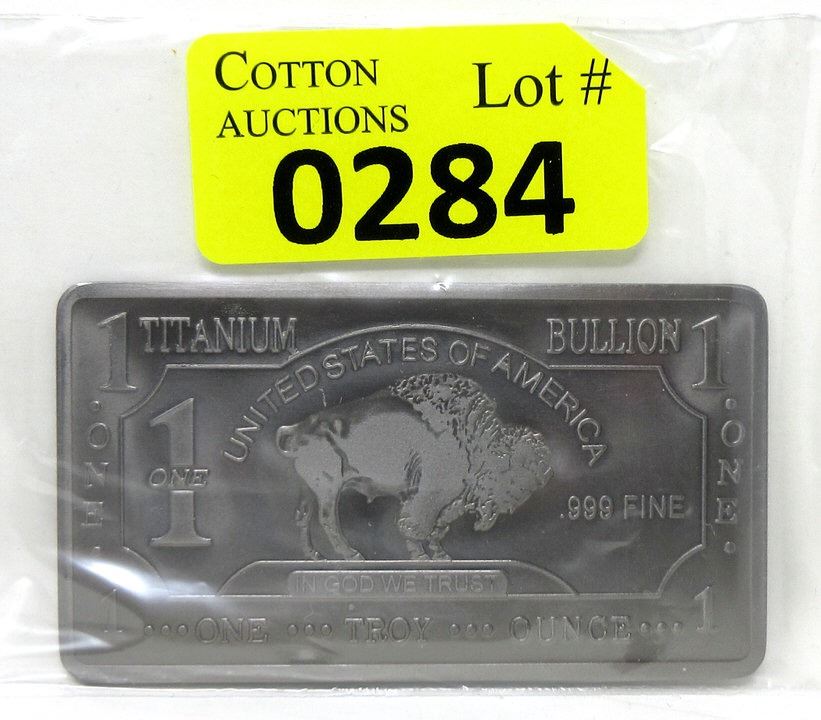 COTTON
AUCTIONS
Lot #
0284
1 TITANIUM BULLION 1
UNITED STATES OF AMERICA
1
ONE
.999 FINE
• ONE •
• ONE •
IN GOD WE TRUST
1 ••• ONE ••• TROY ••• OUNCE ••• 1